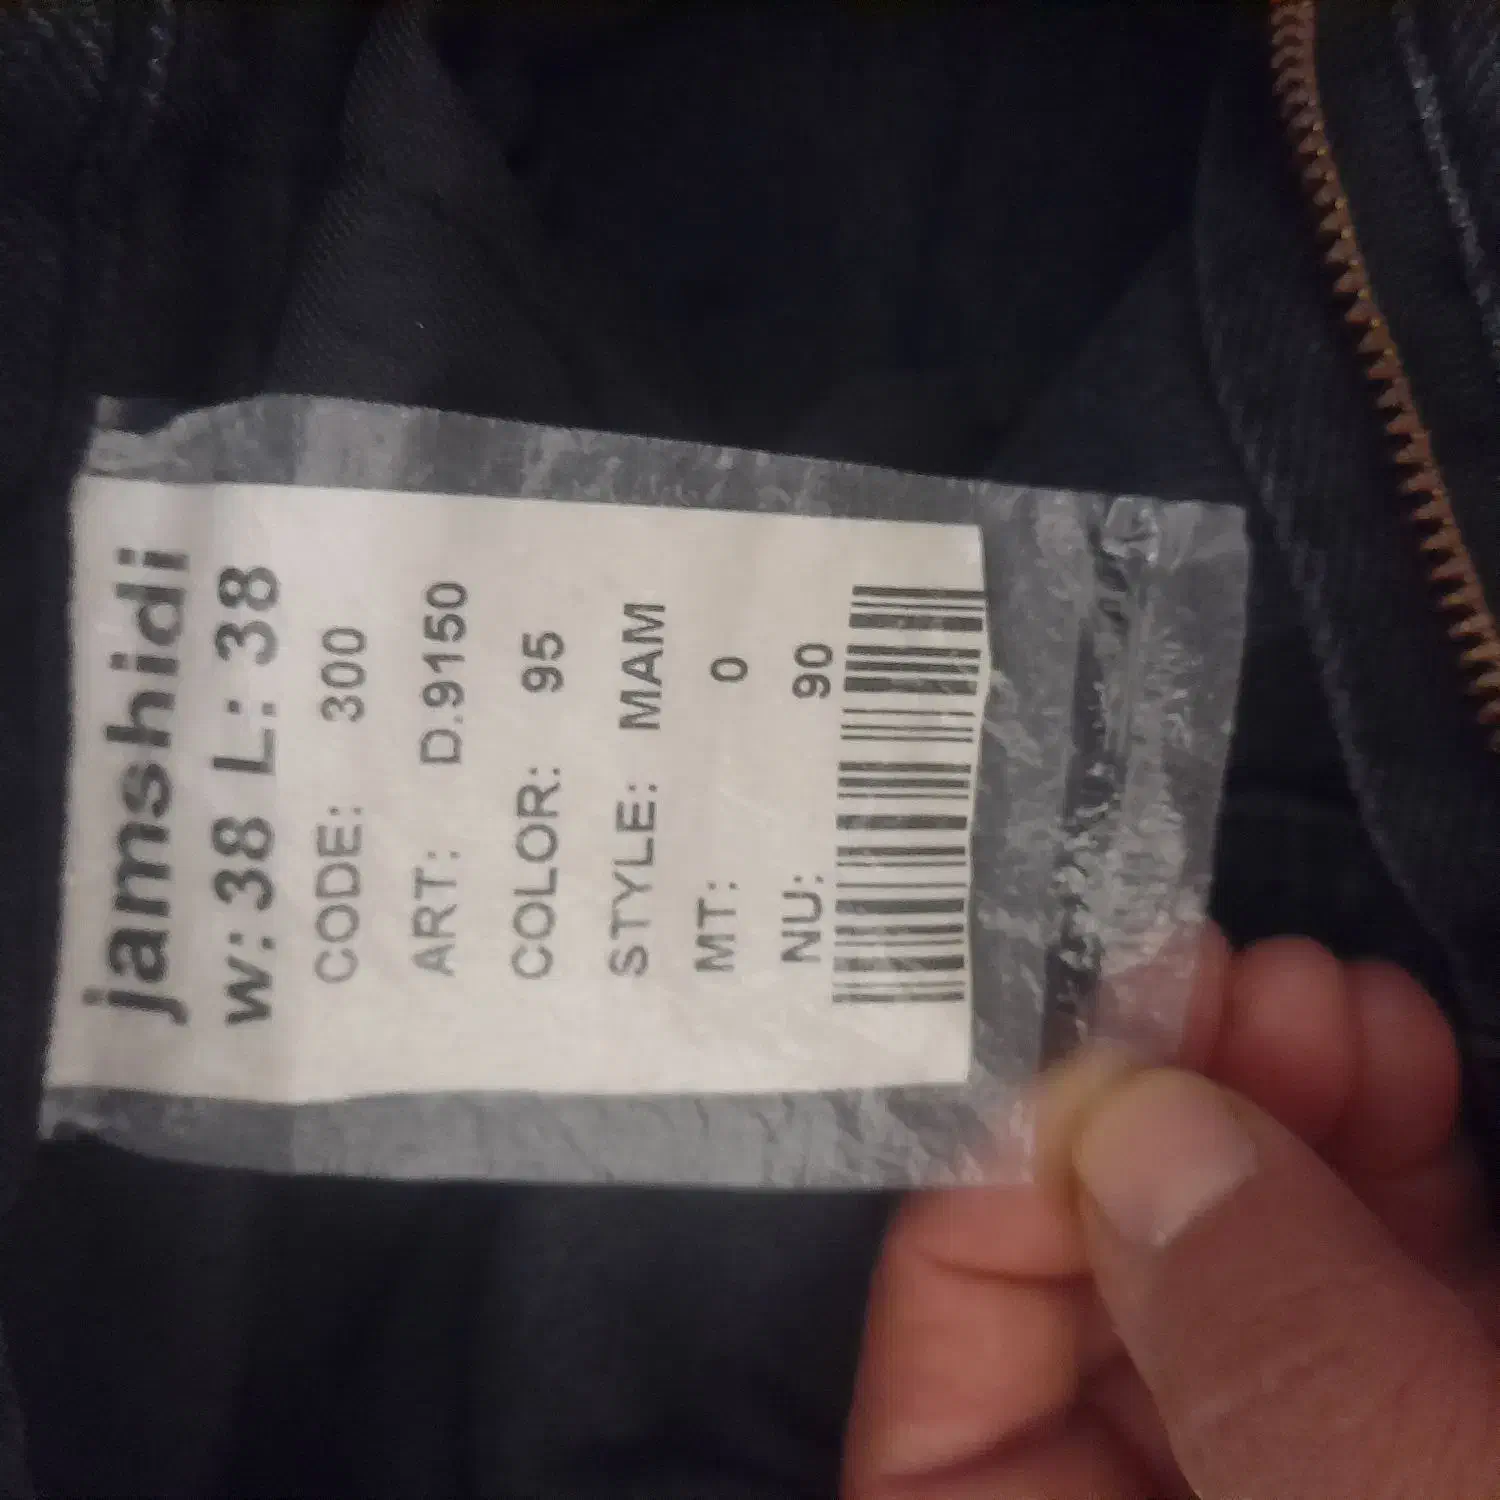 jamshidi
w: 38 L: 38
CODE: 300
ART: D.9150
COLOR: 95
STYLE: MAM
MT: 0
NU: 90